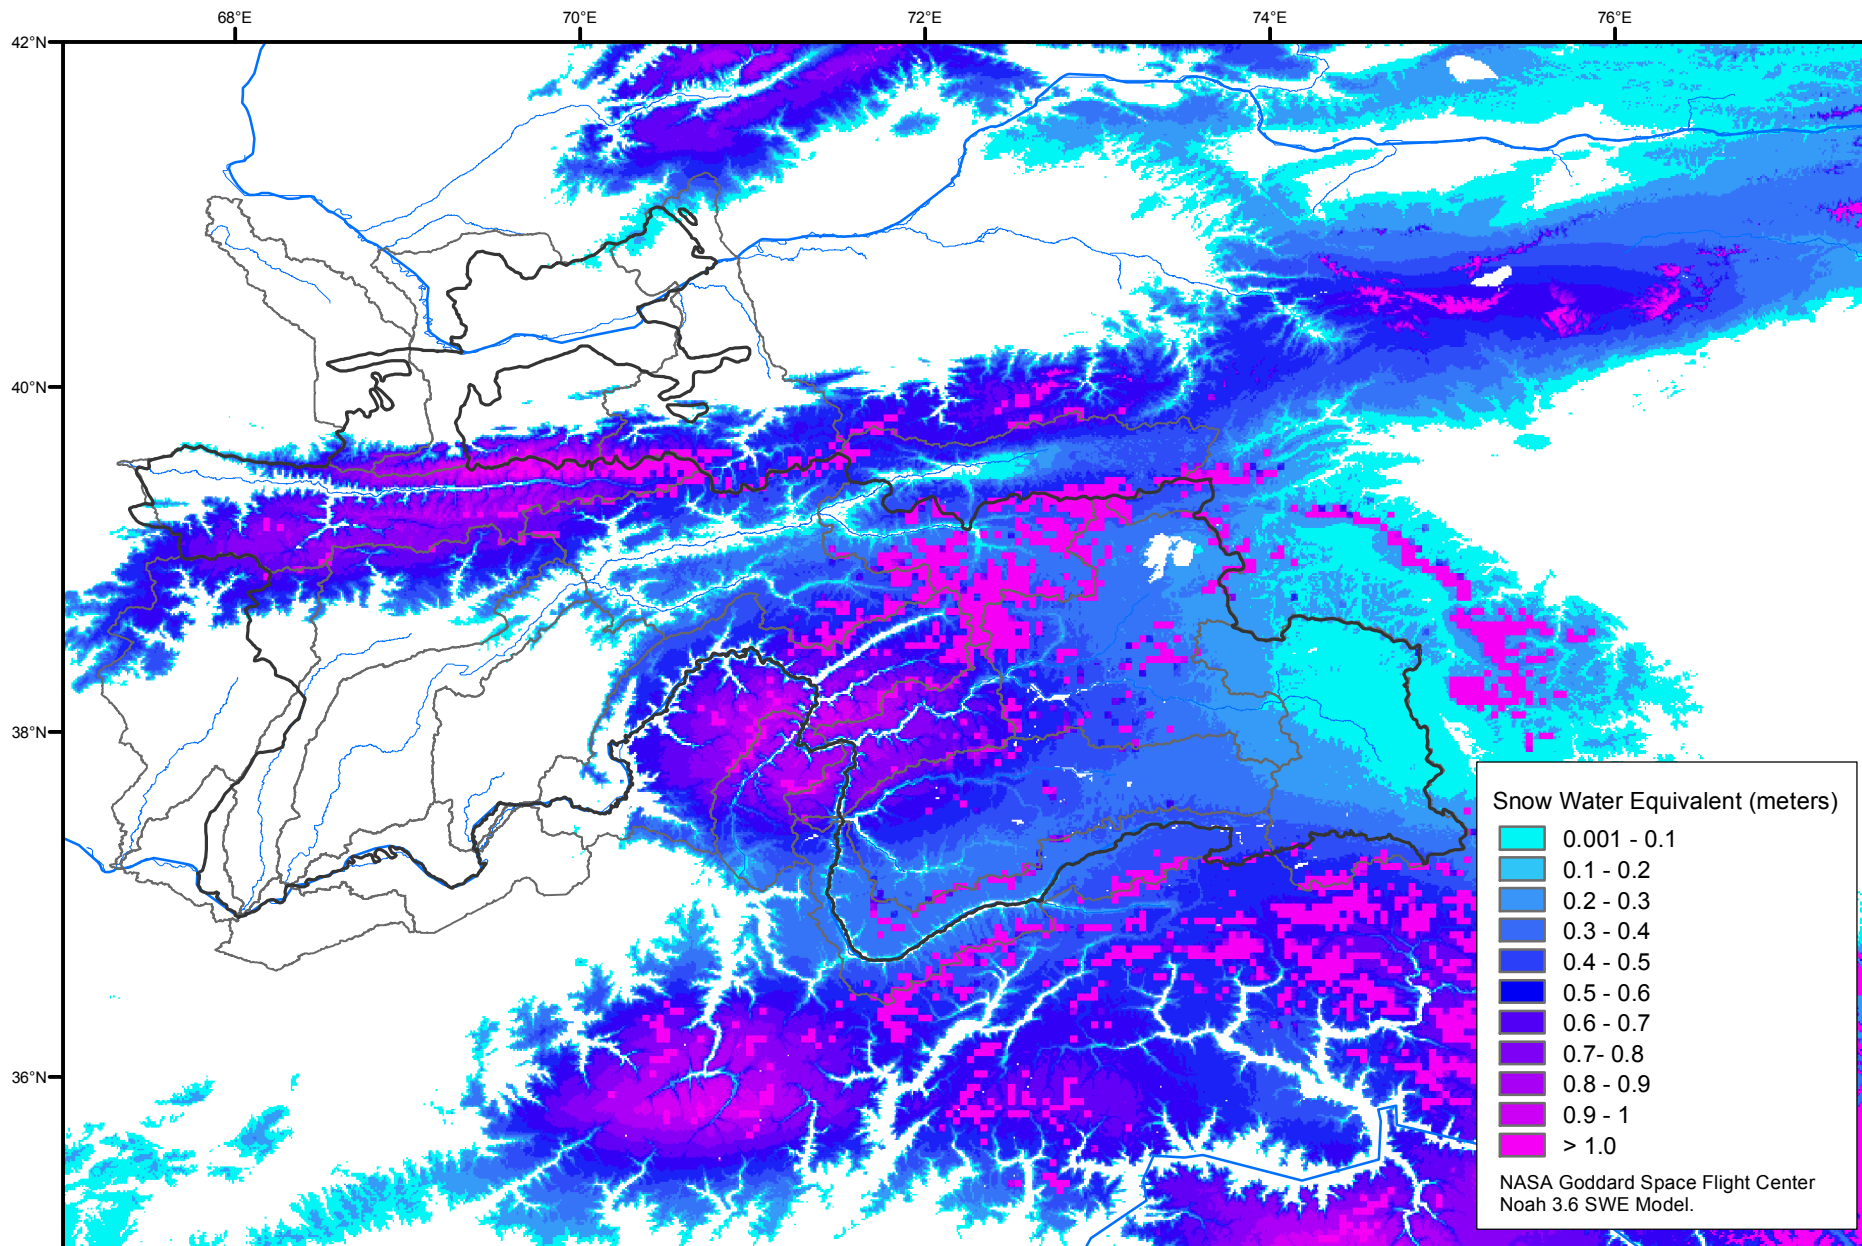 68°E 70°E 72°E 74°E 76°E
42°N
40°N
38°N
36°N
Snow Water Equivalent (meters)
0.001 - 0.1
0.1 - 0.2
0.2 - 0.3
0.3 - 0.4
0.4 - 0.5
0.5 - 0.6
0.6 - 0.7
0.7- 0.8
0.8 - 0.9
0.9 - 1
> 1.0
NASA Goddard Space Flight Center
Noah 3.6 SWE Model.